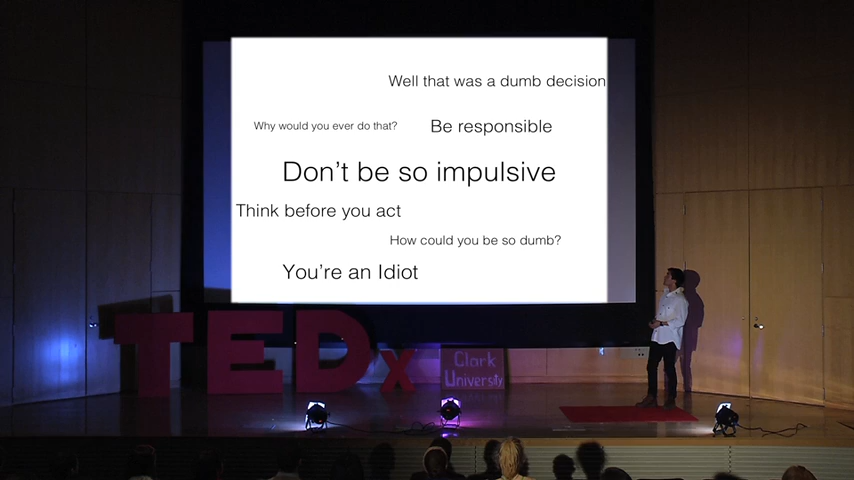 Well that was a dumb decision
Why would you ever do that?
Be responsible
Don't be so impulsive
Think before you act
How could you be so dumb?
You're an Idiot
TEDx
Clark
University